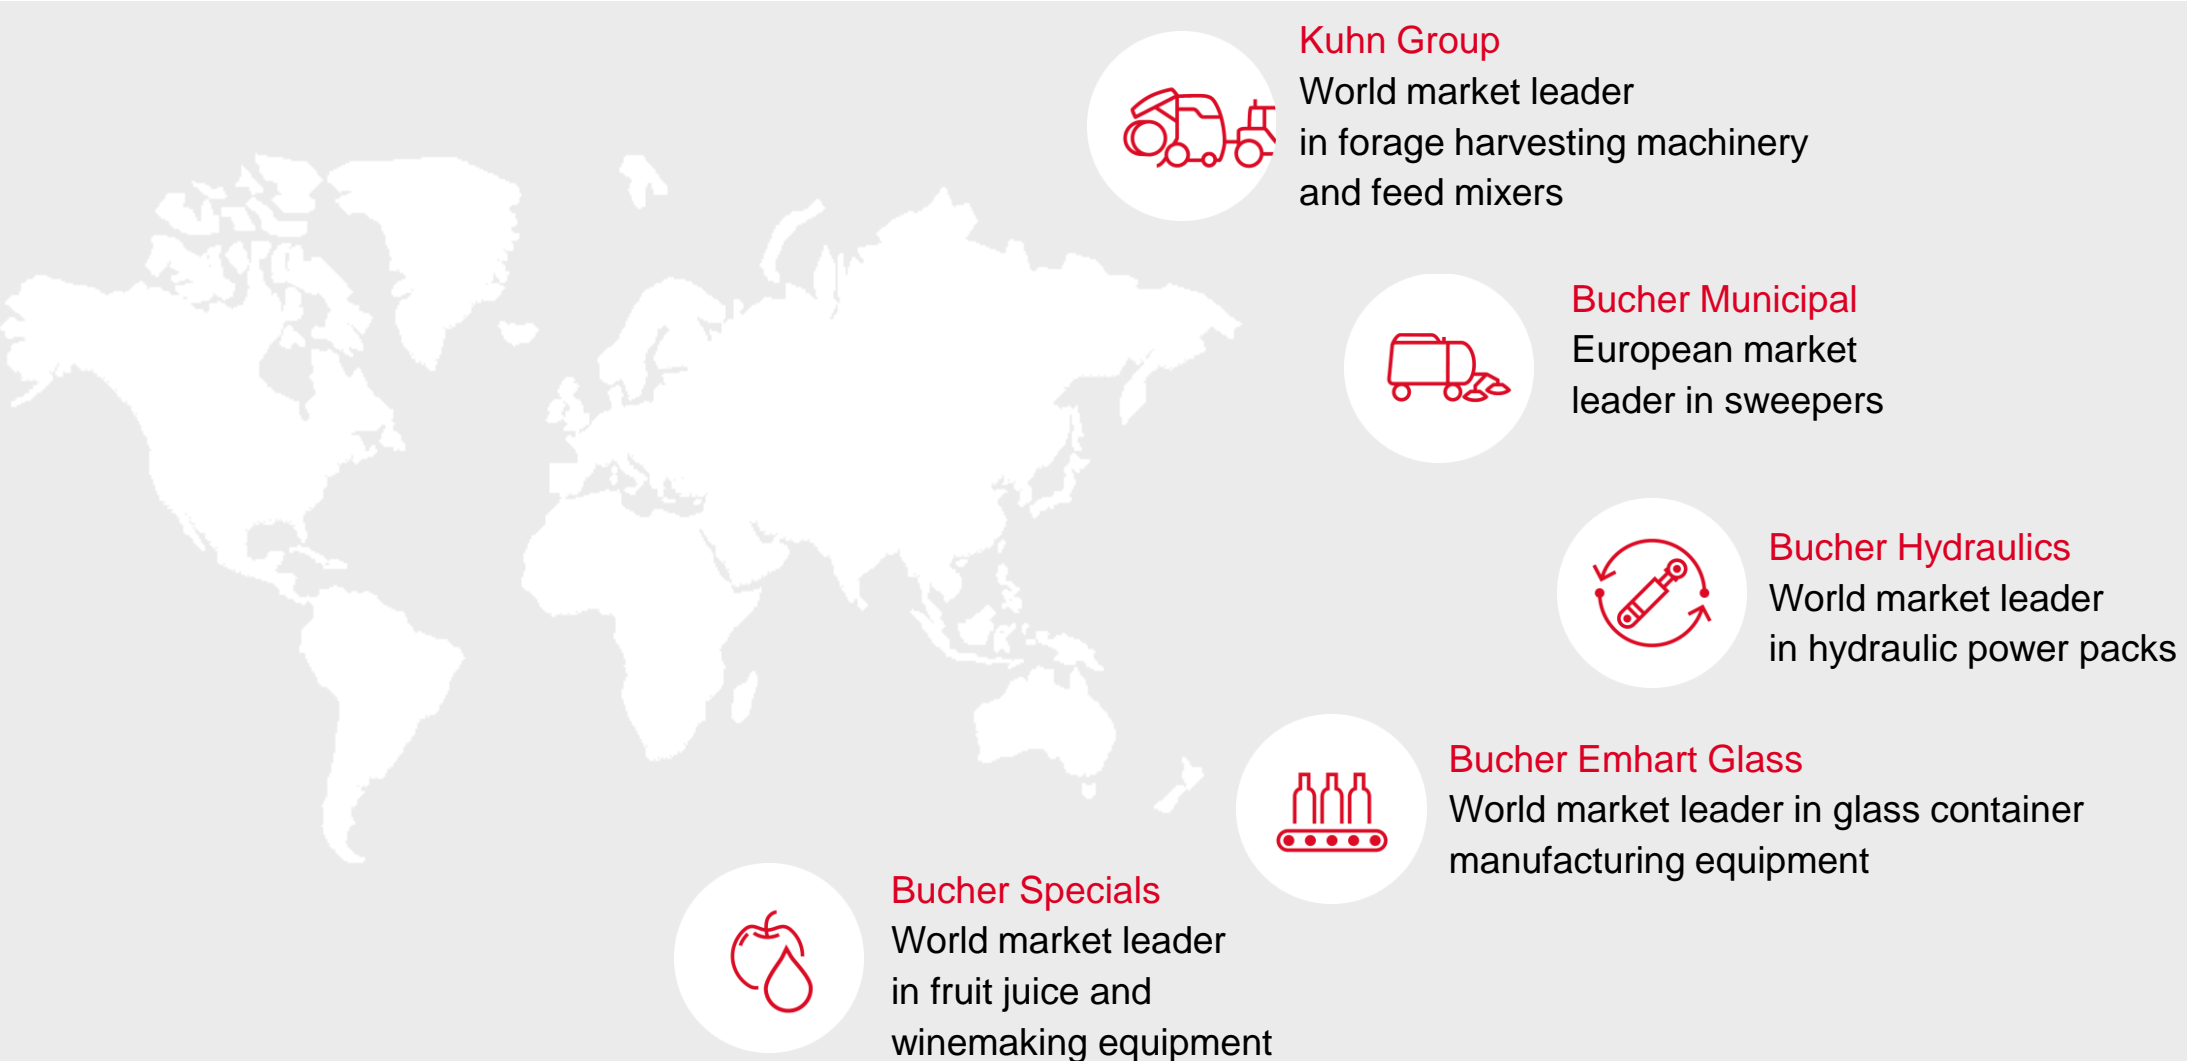 Kuhn Group
World market leader
in forage harvesting machinery
and feed mixers
Bucher Municipal
European market
leader in sweepers
Bucher Hydraulics
World market leader
in hydraulic power packs
Bucher Emhart Glass
World market leader in glass container
manufacturing equipment
Bucher Specials
World market leader
in fruit juice and
winemaking equipment